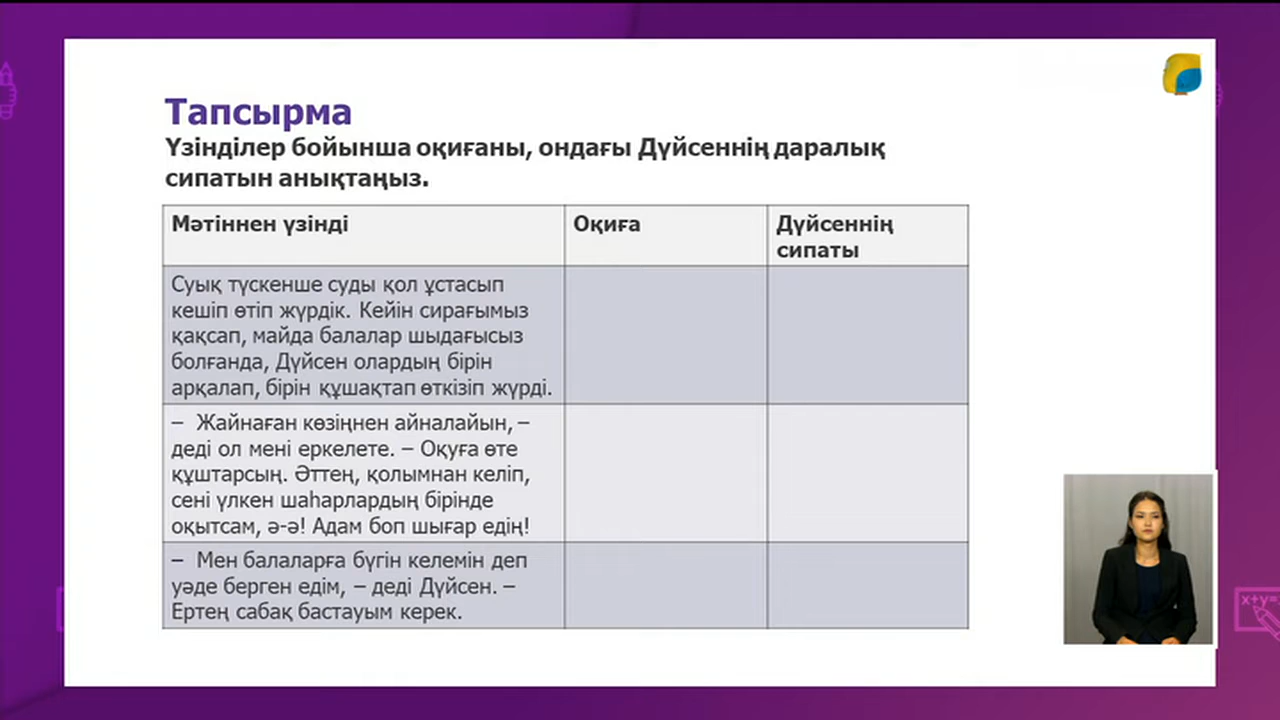 Тапсырма
Үзінділер бойынша оқиғаны, ондағы Дүйсеннің даралық
сипатын анықтаңыз.
Мәтіннен үзінді
Оқиға
Дүйсеннің
сипаты
Суық түскенше суды қол ұстасып
кешіп өтіп жүрдік. Кейін сирағымыз
қақсап, майда балалар шыдағысыз
болғанда, Дүйсен олардың бірін
арқалап, бірін құшақтап өткізіп жүрді.
– Жайнаған көзіңнен айналайын, –
деді ол мені еркелете. – Оқуға өте
құштарсың. Әттең, қолымнан келіп,
сені үлкен шаһарлардың бірінде
оқытсам, ә-ә! Адам боп шығар едің!
– Мен балаларға бүгін келемін деп
уәде берген едім, – деді Дүйсен. –
Ертең сабақ бастауым керек.
x+y=